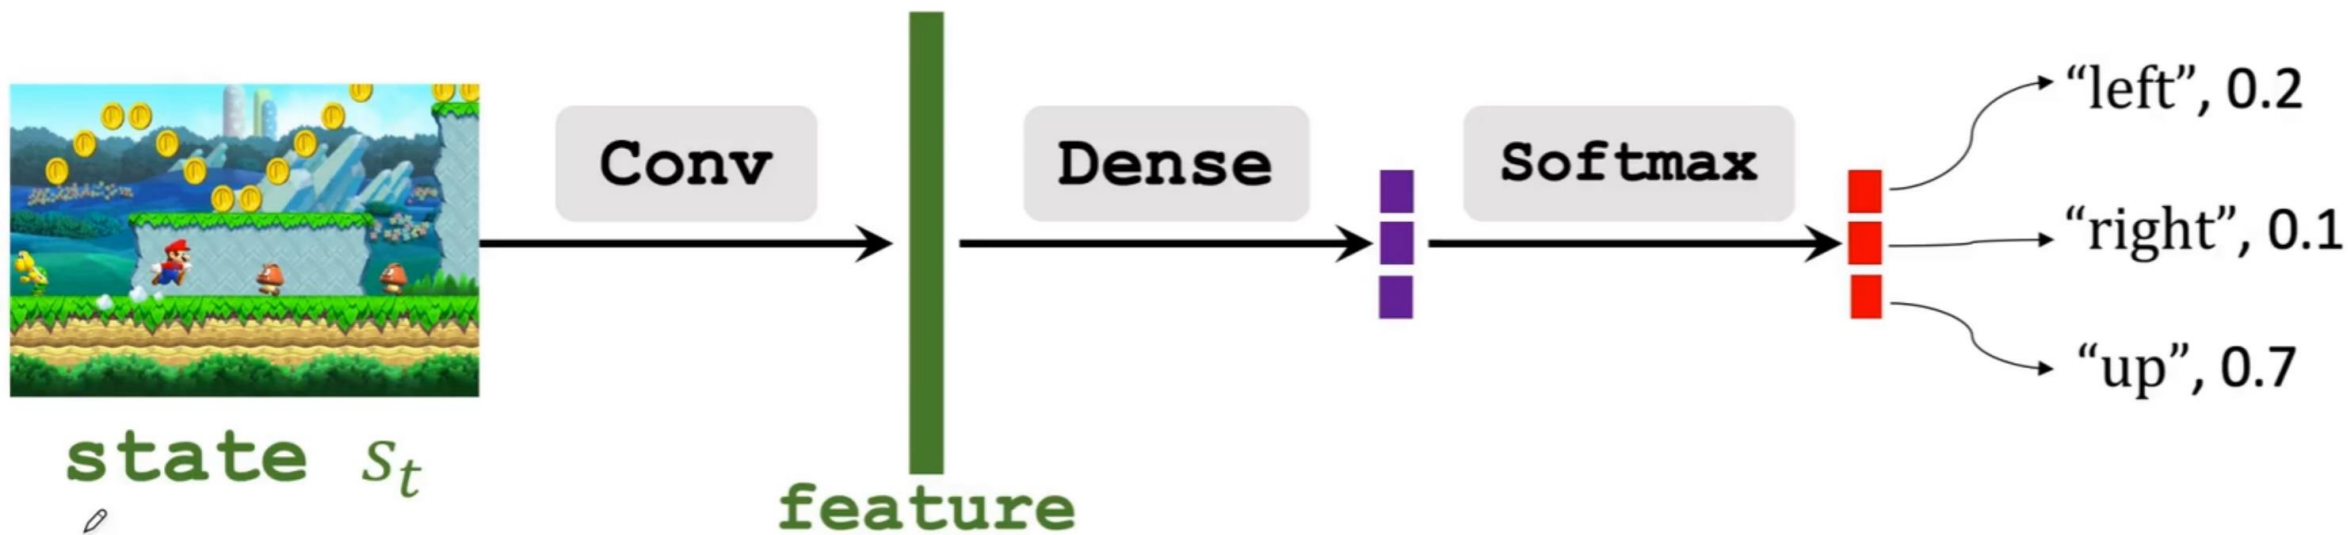 Conv
Dense
Softmax
“left”, 0.2
“right”, 0.1
“up”, 0.7
state s_t
feature